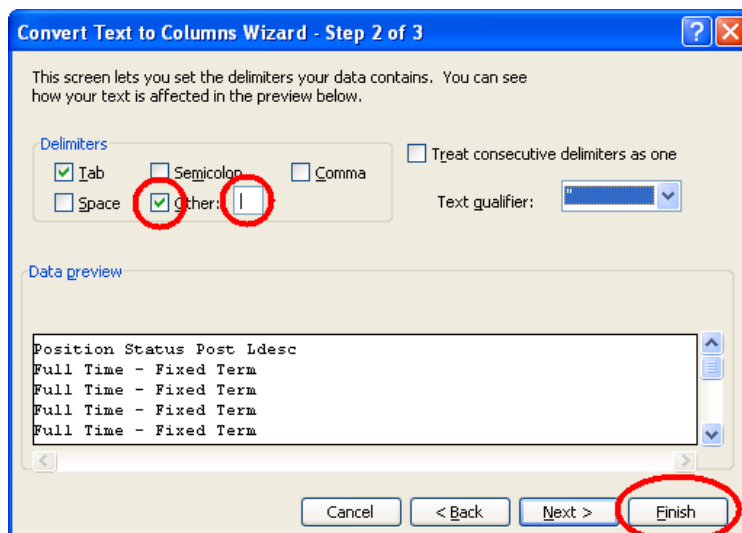 Convert Text to Columns Wizard - Step 2 of 3
This screen lets you set the delimiters your data contains. You can see
how your text is affected in the preview below.
Delimiters
Tab
Semicolon
Comma
Space
Other: |
Treat consecutive delimiters as one
Text qualifier: "
Data preview
Position Status Post Ldesc
Full Time - Fixed Term
Full Time - Fixed Term
Full Time - Fixed Term
Full Time - Fixed Term
Cancel
< Back
Next >
Finish